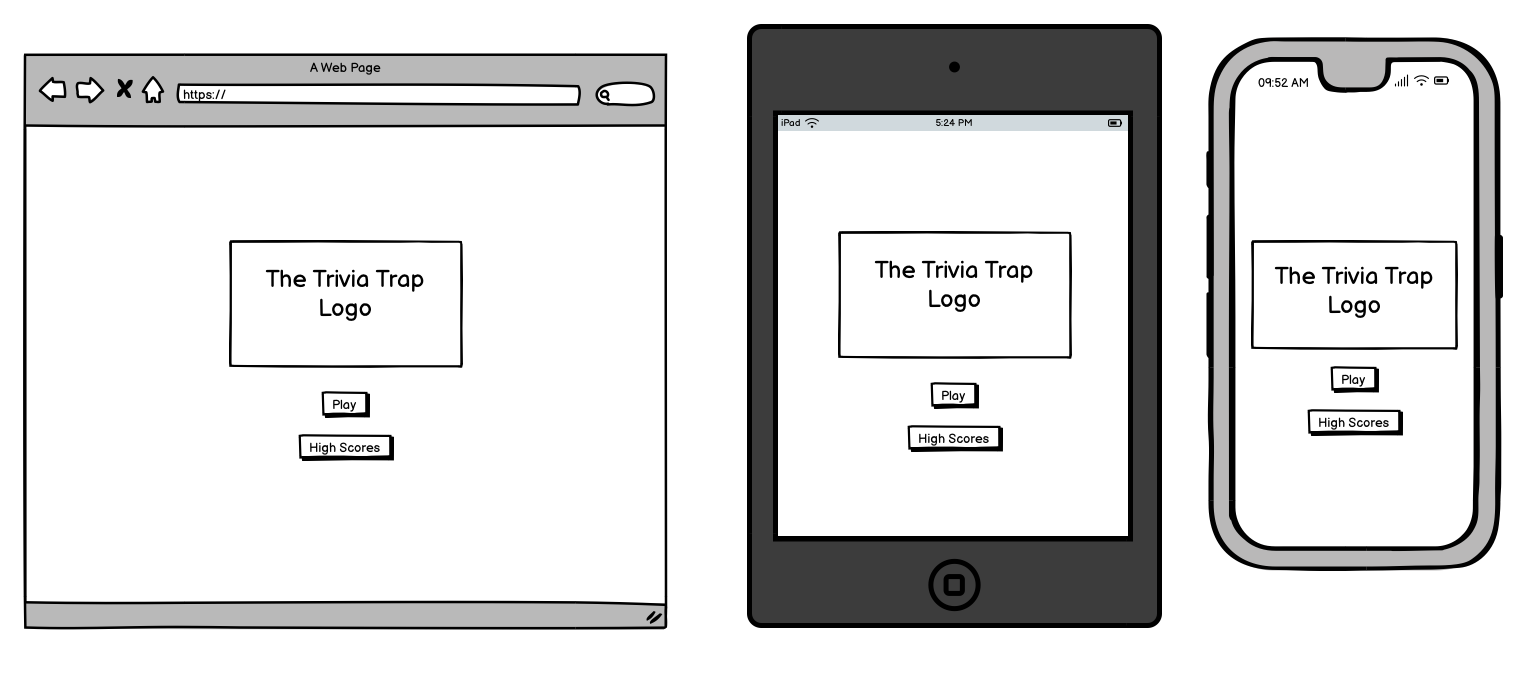 A Web Page
https://
The Trivia Trap
Logo
Play
High Scores
iPad
5:24 PM
The Trivia Trap
Logo
Play
High Scores
09:52 AM
The Trivia Trap
Logo
Play
High Scores